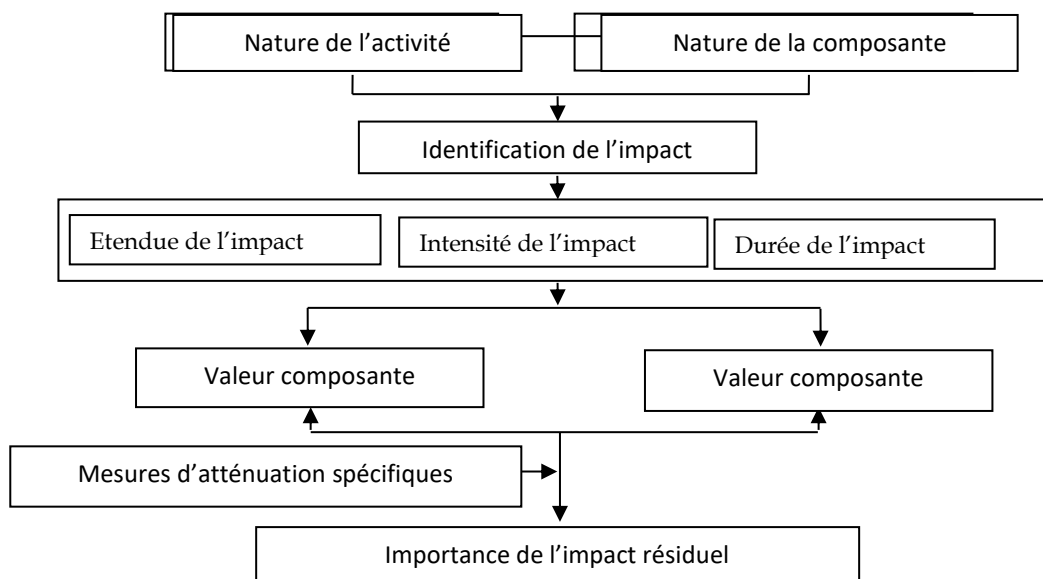 Nature de l’activité
Nature de la composante
Identification de l’impact
Etendue de l’impact
Intensité de l’impact
Durée de l’impact
Valeur composante
Valeur composante
Mesures d’atténuation spécifiques
Importance de l’impact résiduel